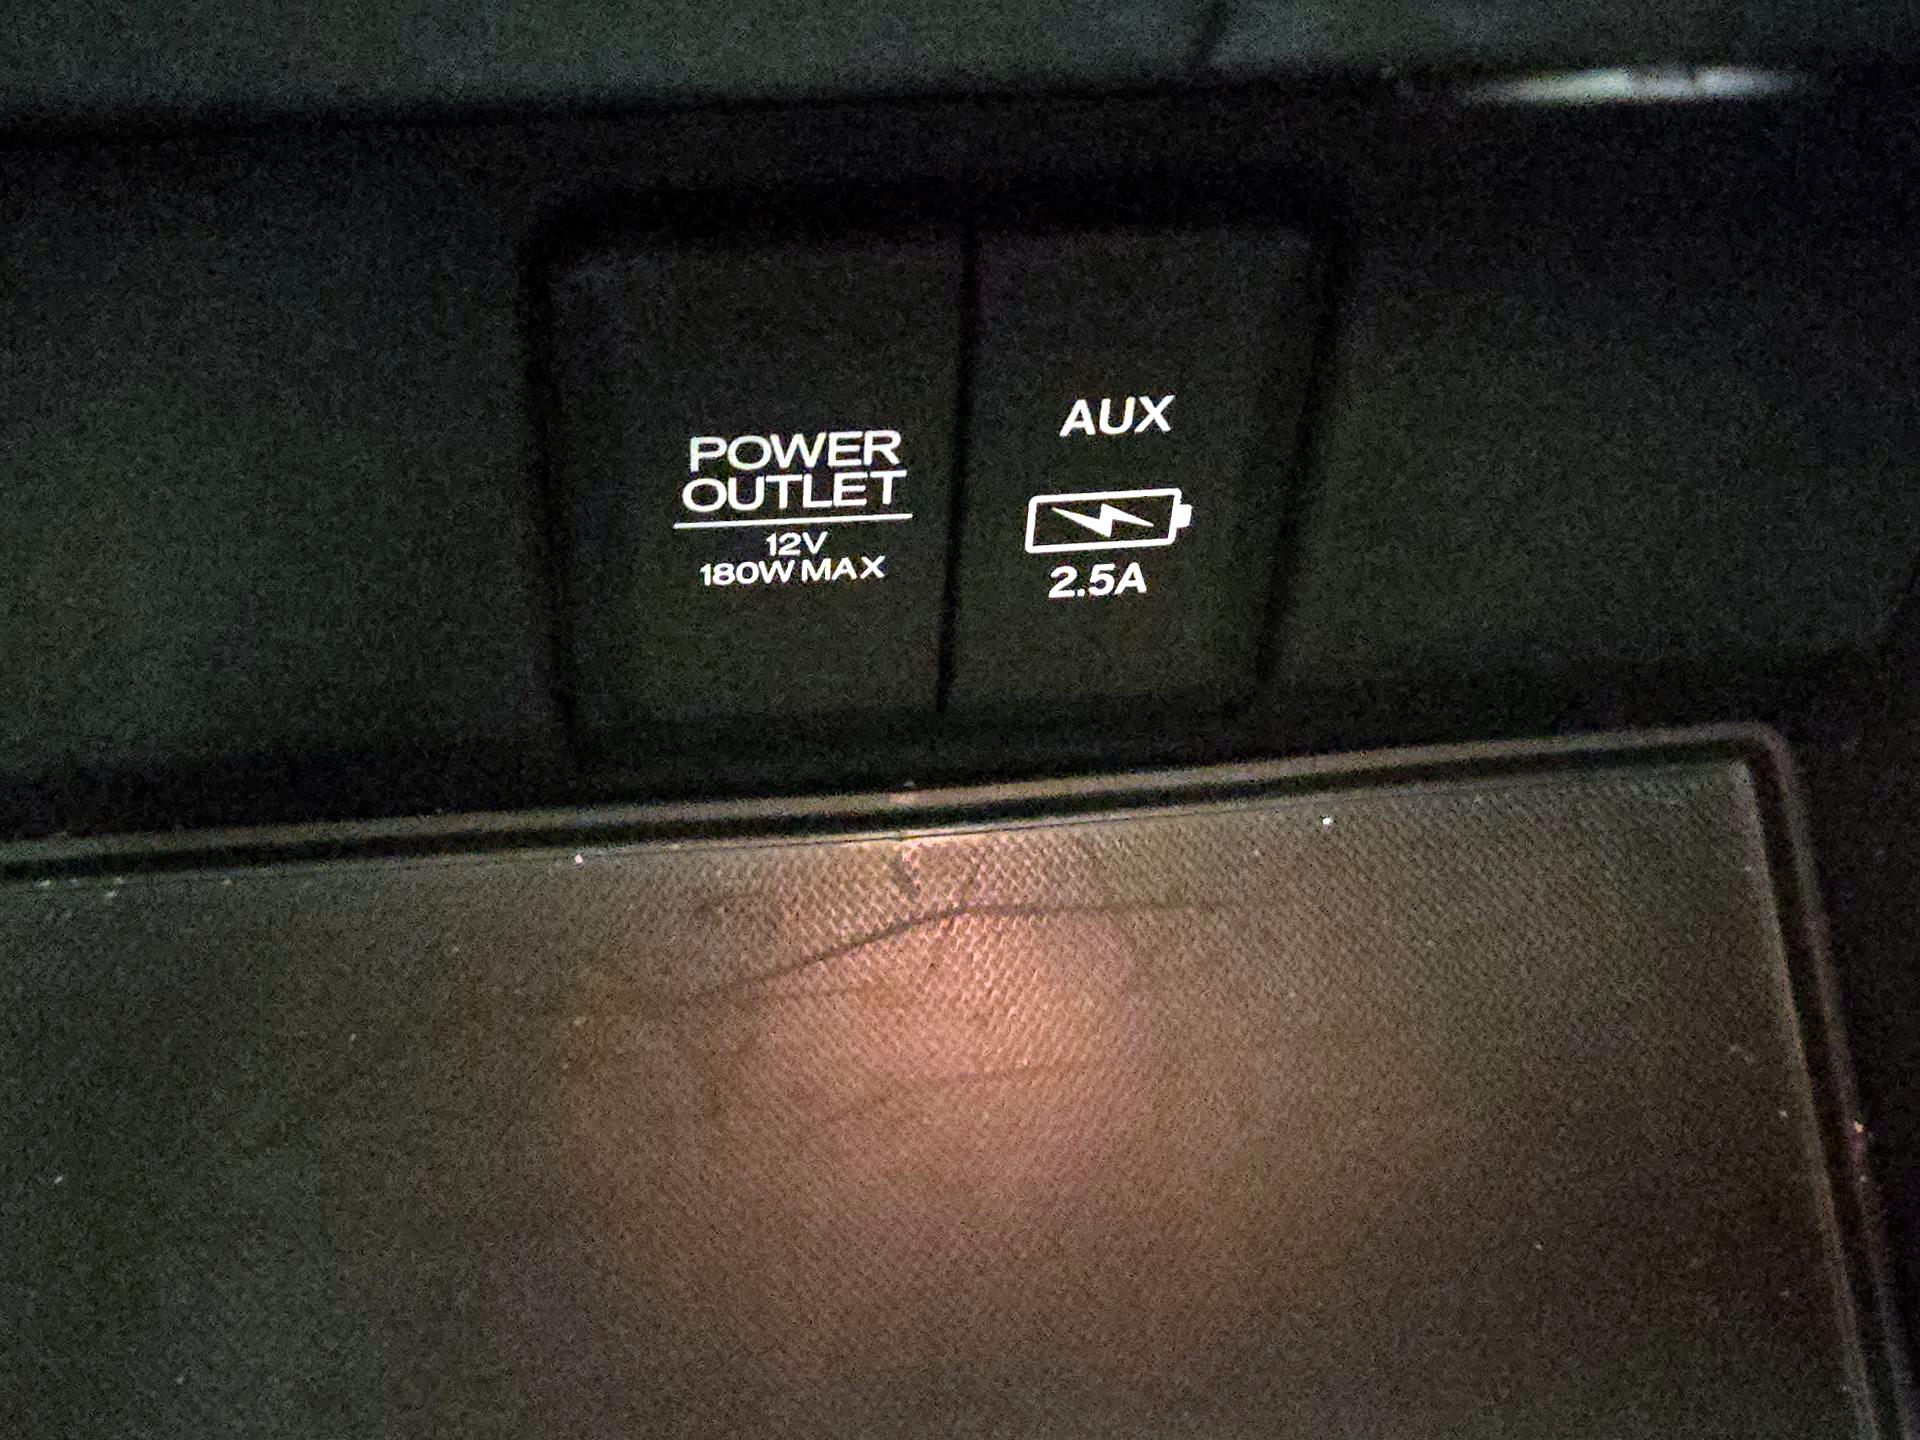 POWER
OUTLET
12V
180W MAX
AUX
2.5A